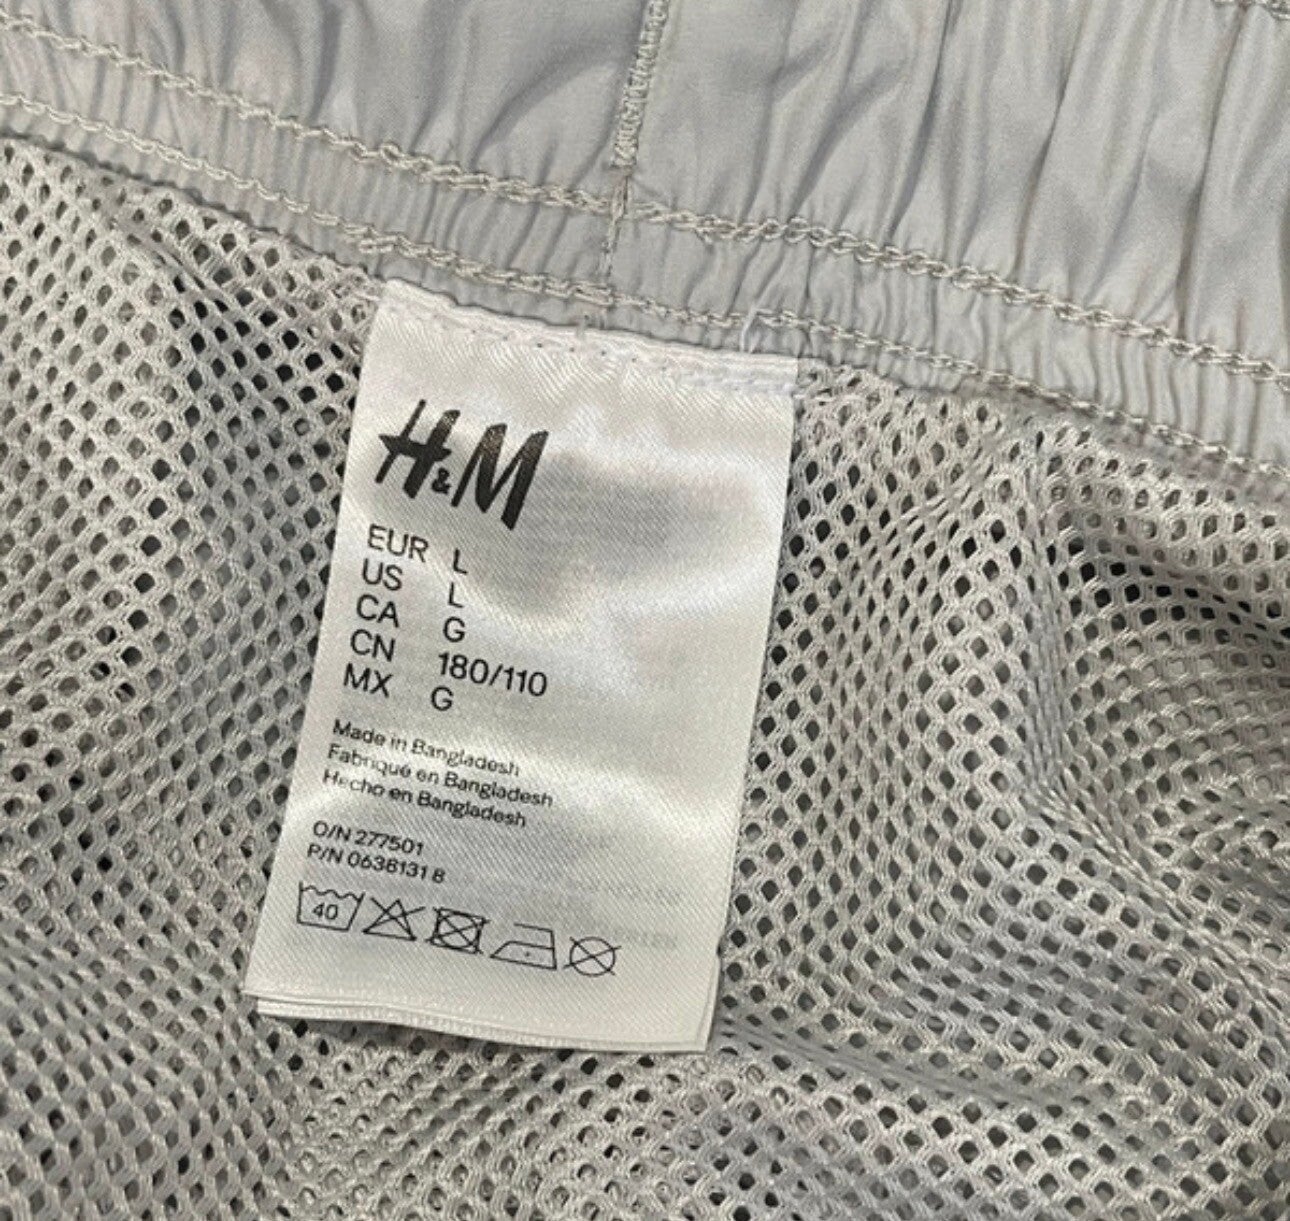 H&M
EUR L
US L
CA G
CN 180/110
MX G
Made in Bangladesh
Fabriqué en Bangladesh
Hecho en Bangladesh
O/N 277501
P/N 0638131 8
40